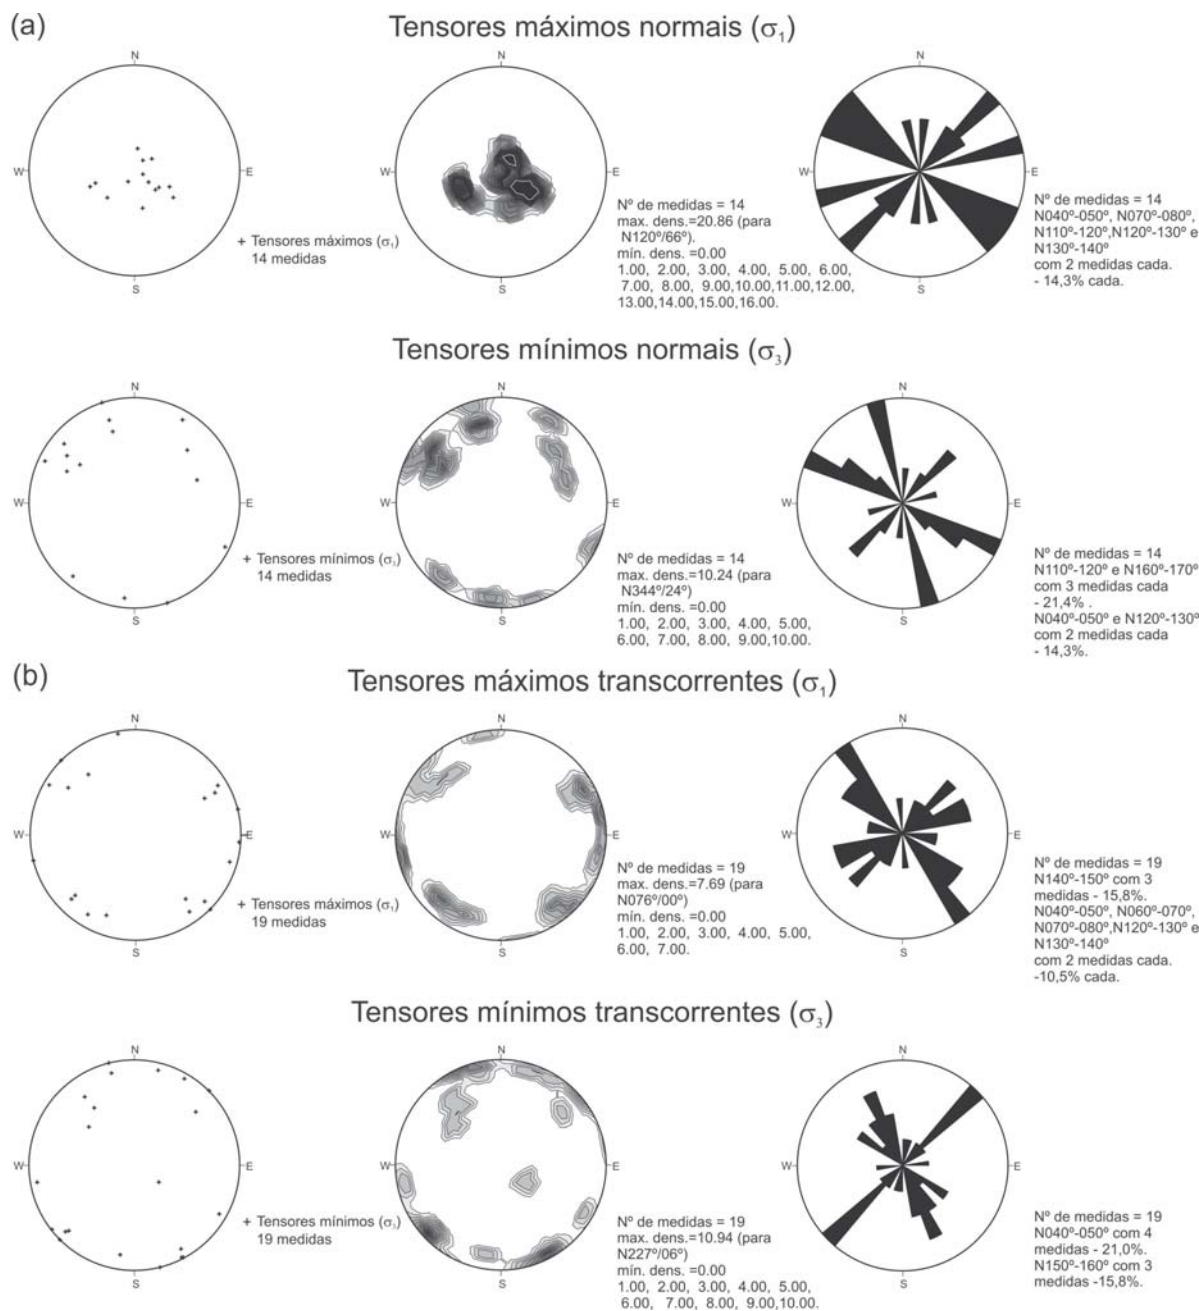 (a)
Tensores máximos normais (σ₁)
N
W
E
S
+ Tensores máximos (σ₁)
14 medidas
N
W
E
S
Nº de medidas = 14
max. dens.=20.86 (para
N120º/66º).
mín. dens. =0.00
1.00, 2.00, 3.00, 4.00, 5.00, 6.00,
7.00, 8.00, 9.00,10.00,11.00,12.00,
13.00,14.00,15.00,16.00.
N
W
E
S
Nº de medidas = 14
N040º-050º, N070º-080º,
N110º-120º,N120º-130º e
N130º-140º
com 2 medidas cada.
- 14,3% cada.
Tensores mínimos normais (σ₃)
N
W
E
S
+ Tensores mínimos (σ₃)
14 medidas
N
W
E
S
Nº de medidas = 14
max. dens.=10.24 (para
N344º/24º)
mín. dens. =0.00
1.00, 2.00, 3.00, 4.00, 5.00,
6.00, 7.00, 8.00, 9.00,10.00.
N
W
E
S
Nº de medidas = 14
N110º-120º e N160º-170º
com 3 medidas cada
- 21,4% .
N040º-050º e N120º-130º
com 2 medidas cada
- 14,3%.
(b)
Tensores máximos transcorrentes (σ₁)
N
W
E
S
+ Tensores máximos (σ₁)
19 medidas
N
W
E
S
Nº de medidas = 19
max. dens.=7.69 (para
N076º/00º)
mín. dens. =0.00
1.00, 2.00, 3.00, 4.00, 5.00,
6.00, 7.00.
N
W
E
S
Nº de medidas = 19
N140º-150º com 3
medidas - 15,8%.
N040º-050º, N060º-070º,
N070º-080º,N120º-130º e
N130º-140º
com 2 medidas cada.
-10,5% cada.
Tensores mínimos transcorrentes (σ₃)
N
W
E
S
+ Tensores mínimos (σ₃)
19 medidas
N
W
E
S
Nº de medidas = 19
max. dens.=10.94 (para
N227º/06º)
mín. dens. =0.00
1.00, 2.00, 3.00, 4.00, 5.00,
6.00, 7.00, 8.00, 9.00,10.00.
N
W
E
S
Nº de medidas = 19
N040º-050º com 4
medidas - 21,0%.
N150º-160º com 3
medidas -15,8%.